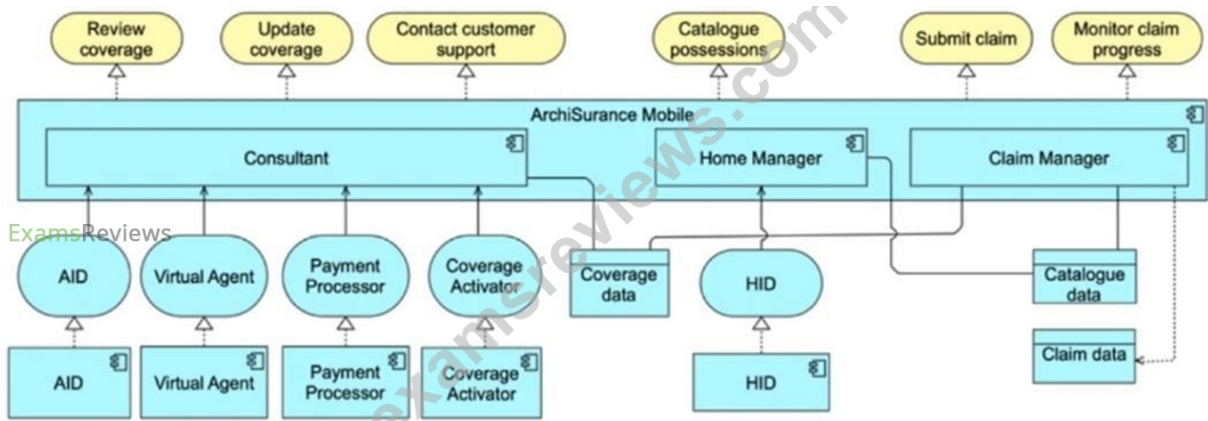 Review
coverage
Update
coverage
Contact customer
support
Catalogue
possessions
Submit claim
Monitor claim
progress
ArchiSurance Mobile
Consultant
Home Manager
Claim Manager
ExamsReviews
AID
Virtual Agent
Payment
Processor
Coverage
Activator
Coverage
data
HID
Catalogue
data
Claim data
AID
Virtual Agent
Payment
Processor
Coverage
Activator
HID
examsreviews.com